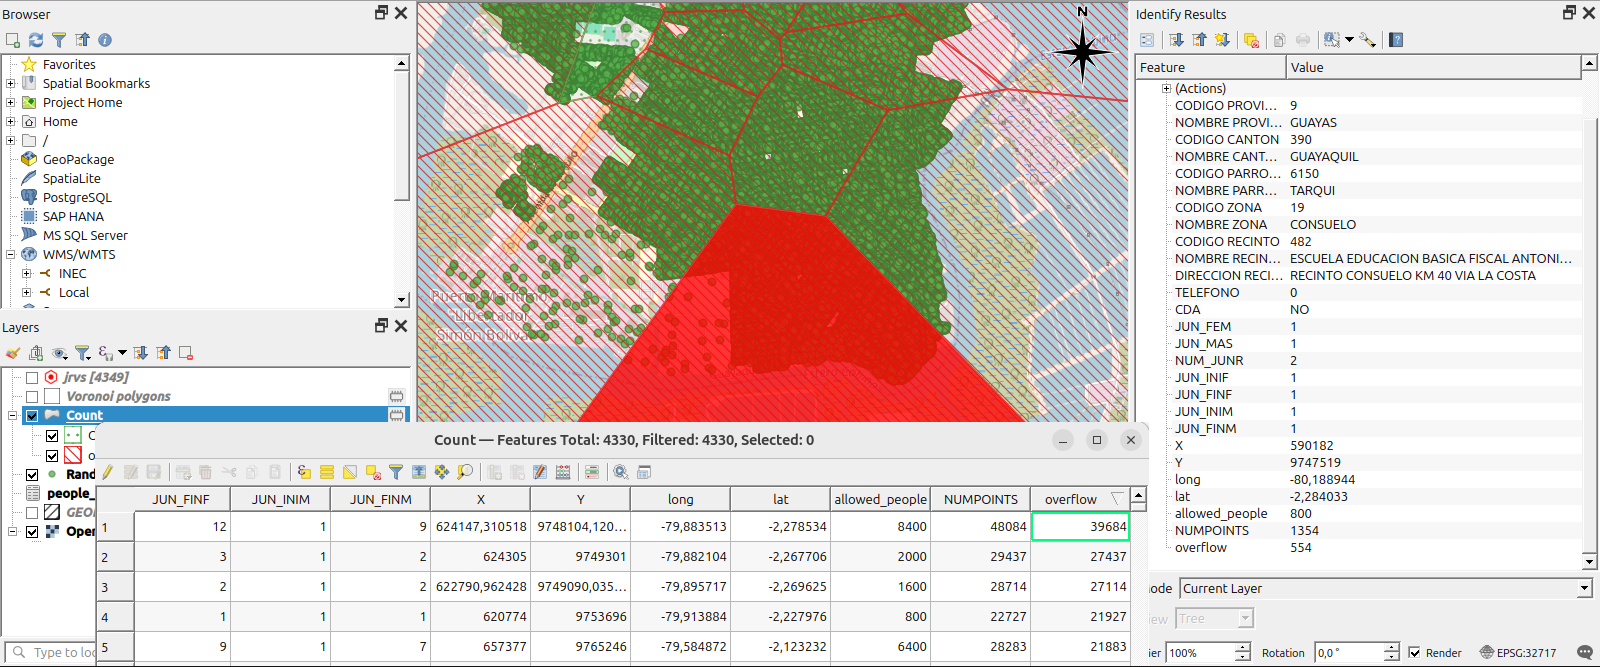 Browser
Favorites
Spatial Bookmarks
Project Home
Home
/
GeoPackage
SpatiaLite
PostgreSQL
SAP HANA
MS SQL Server
WMS/WMTS
INEC
Local
Layers
jrvs [4349]
Voronoi polygons
Count
C
o
Rand
people_
GEO
Open
Type to loc
N
Puerto Marítimo
Libertador
Simón Bolívar
Identify Results
Feature Value
(Actions)
CODIGO PROVI... 9
NOMBRE PROVI... GUAYAS
CODIGO CANTON 390
NOMBRE CANT... GUAYAQUIL
CODIGO PARRO... 6150
NOMBRE PARR... TARQUI
CODIGO ZONA 19
NOMBRE ZONA CONSUELO
CODIGO RECINTO 482
NOMBRE RECIN... ESCUELA EDUCACION BASICA FISCAL ANTONI...
DIRECCION RECI... RECINTO CONSUELO KM 40 VIA LA COSTA
TELEFONO 0
CDA NO
JUN_FEM 1
JUN_MAS 1
NUM_JUNR 2
JUN_INIF 1
JUN_FINF 1
JUN_INIM 1
JUN_FINM 1
X 590182
Y 9747519
long -80,188944
lat -2,284033
allowed_people 800
NUMPOINTS 1354
overflow 554
ode Current Layer
ew Tree
ier 100% Rotation 0,0 ° Render EPSG:32717
Count — Features Total: 4330, Filtered: 4330, Selected: 0
JUN_FINF JUN_INIM JUN_FINM X Y long lat allowed_people NUMPOINTS overflow
1 12 1 9 624147,310518 9748104,120... -79,883513 -2,278534 8400 48084 39684
2 3 1 2 624305 9749301 -79,882104 -2,267706 2000 29437 27437
3 2 1 2 622790,962428 9749090,035... -79,895717 -2,269625 1600 28714 27114
4 1 1 1 620774 9753696 -79,913884 -2,227976 800 22727 21927
5 9 1 7 657377 9765246 -79,584872 -2,123232 6400 28283 21883